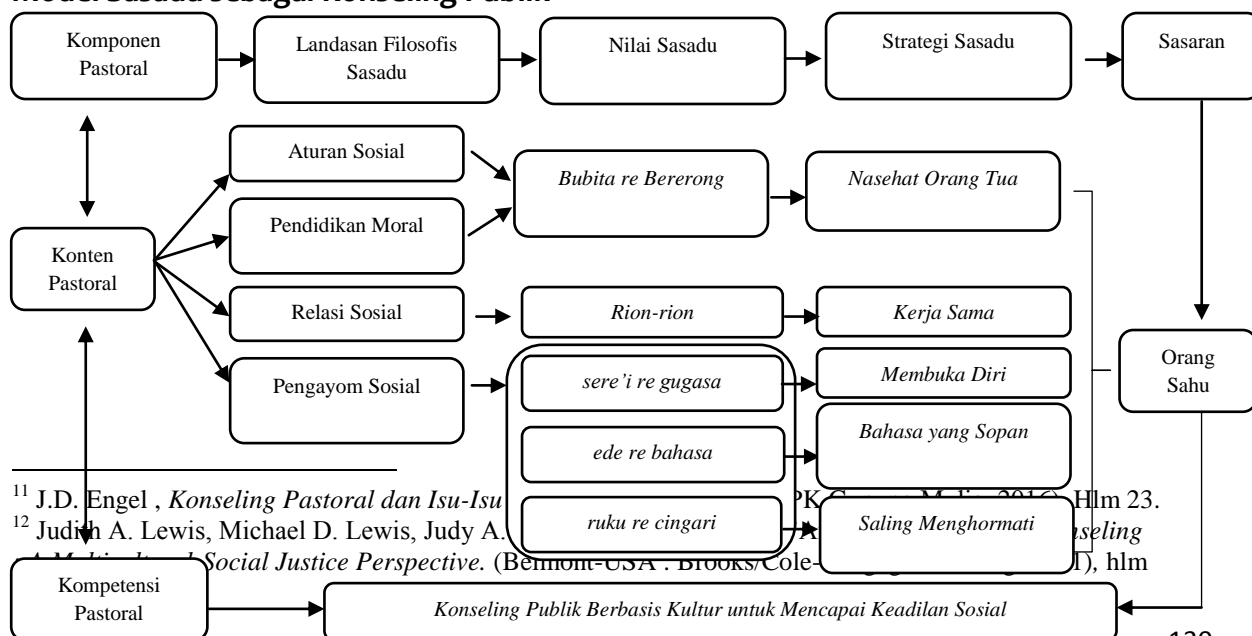 Model Sasadu sebagai Konseling Publik
Komponen
Pastoral
Landasan Filosofis
Sasadu
Nilai Sasadu
Strategi Sasadu
Sasaran
Aturan Sosial
Bubita re Bererong
Nasehat Orang Tua
Pendidikan Moral
Konten
Pastoral
Relasi Sosial
Rion-rion
Kerja Sama
Pengayom Sosial
sere’i re gugasa
Membuka Diri
Orang
Sahu
ede re bahasa
Bahasa yang Sopan
ruku re cingari
Saling Menghormati
11 J.D. Engel , Konseling Pastoral dan Isu-Isu Hlm 23.
12 Judith A. Lewis, Michael D. Lewis, Judy A.
Social Justice Perspective. (Belmont-USA : Brooks/Cole- hlm
Kompetensi
Pastoral
Konseling Publik Berbasis Kultur untuk Mencapai Keadilan Sosial